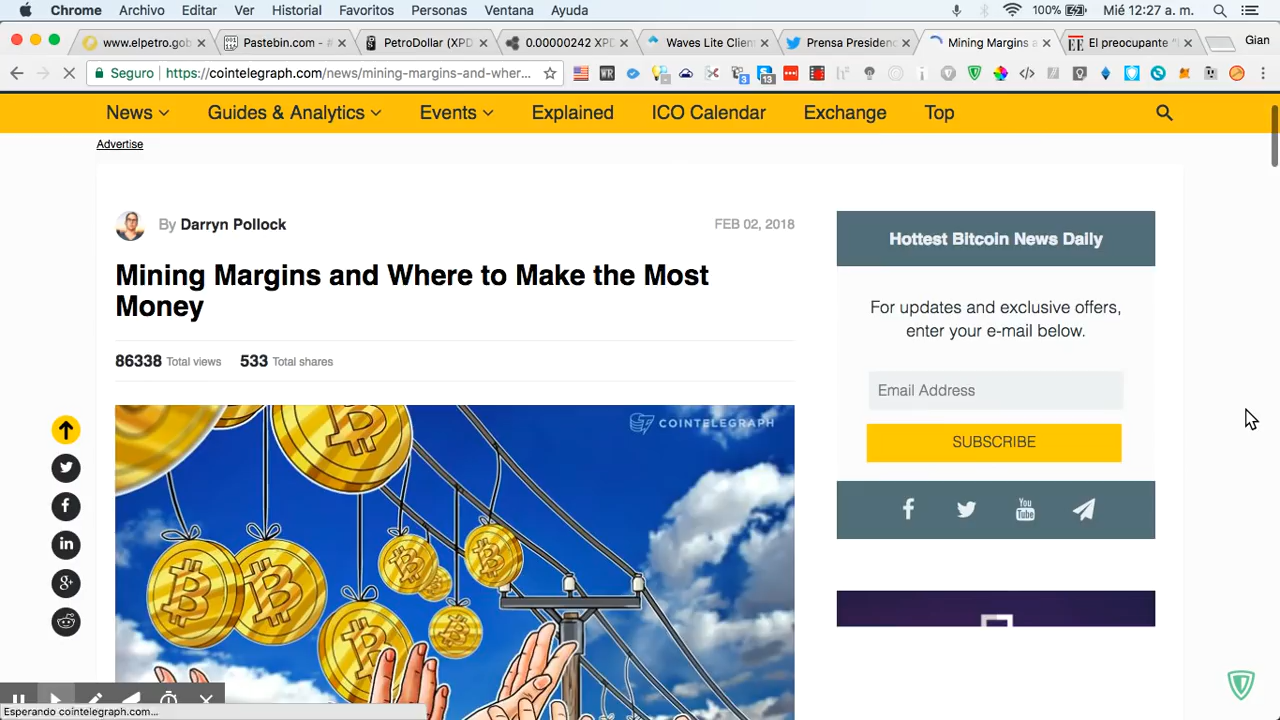 Chrome Archivo Editar Ver Historial Favoritos Personas Ventana Ayuda 100% Mié 12:27 a. m.
www.elpetro.gob Pastebin.com - # PetroDollar (XPD 0.00000242 XPD Waves Lite Clien Prensa Presidenc Mining Margins a El preocupante " Gian
Seguro https://cointelegraph.com/news/mining-margins-and-wher...
News Guides & Analytics Events Explained ICO Calendar Exchange Top
Advertise
By Darryn Pollock FEB 02, 2018
Hottest Bitcoin News Daily
Mining Margins and Where to Make the Most
Money
For updates and exclusive offers,
enter your e-mail below.
86338 Total views 533 Total shares
Email Address
COINTELEGRAPH
SUBSCRIBE
You
Tube
Esperando cointelegraph.com...